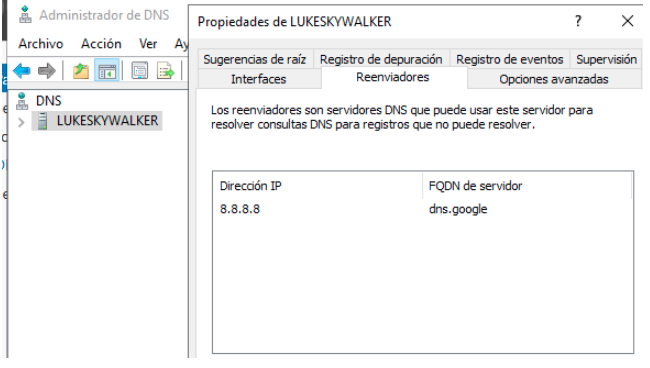 Administrador de DNS
Archivo Acción Ver Ay
DNS
LUKESKYWALKER
Propiedades de LUKESKYWALKER ? X
Sugerencias de raíz Registro de depuración Registro de eventos Supervisión
Interfaces Reenviadores Opciones avanzadas
Los reenviadores son servidores DNS que puede usar este servidor para
resolver consultas DNS para registros que no puede resolver.
Dirección IP FQDN de servidor
8.8.8.8 dns.google